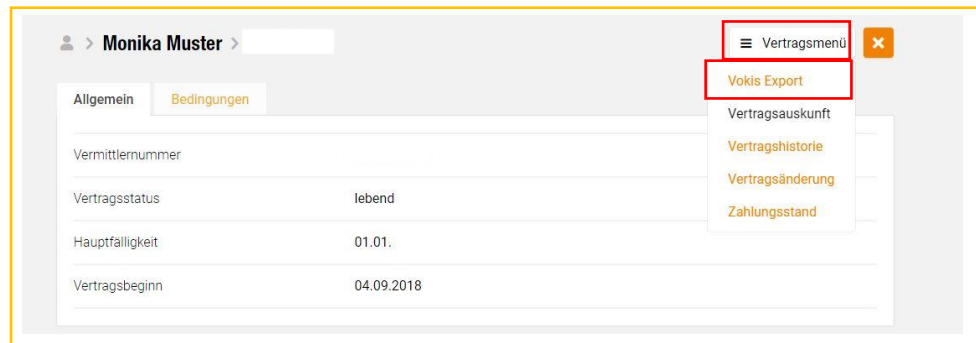 > Monika Muster >
≡ Vertragsmenü ×
Vokis Export
Vertragsauskunft
Vertragshistorie
Vertragsänderung
Zahlungsstand
Allgemein Bedingungen
Vermittlernummer
Vertragsstatus lebend
Hauptfälligkeit 01.01.
Vertragsbeginn 04.09.2018